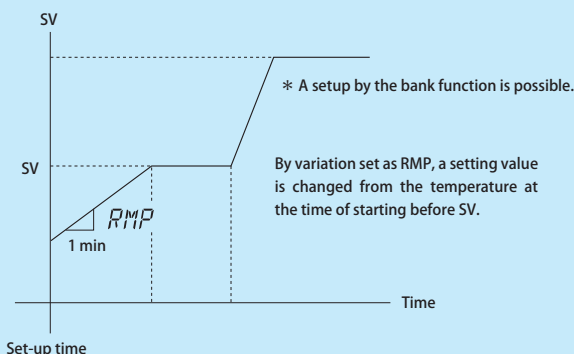 SV
* A setup by the bank function is possible.
SV
By variation set as RMP, a setting value
is changed from the temperature at
the time of starting before SV.
RMP
1 min
Time
Set-up time